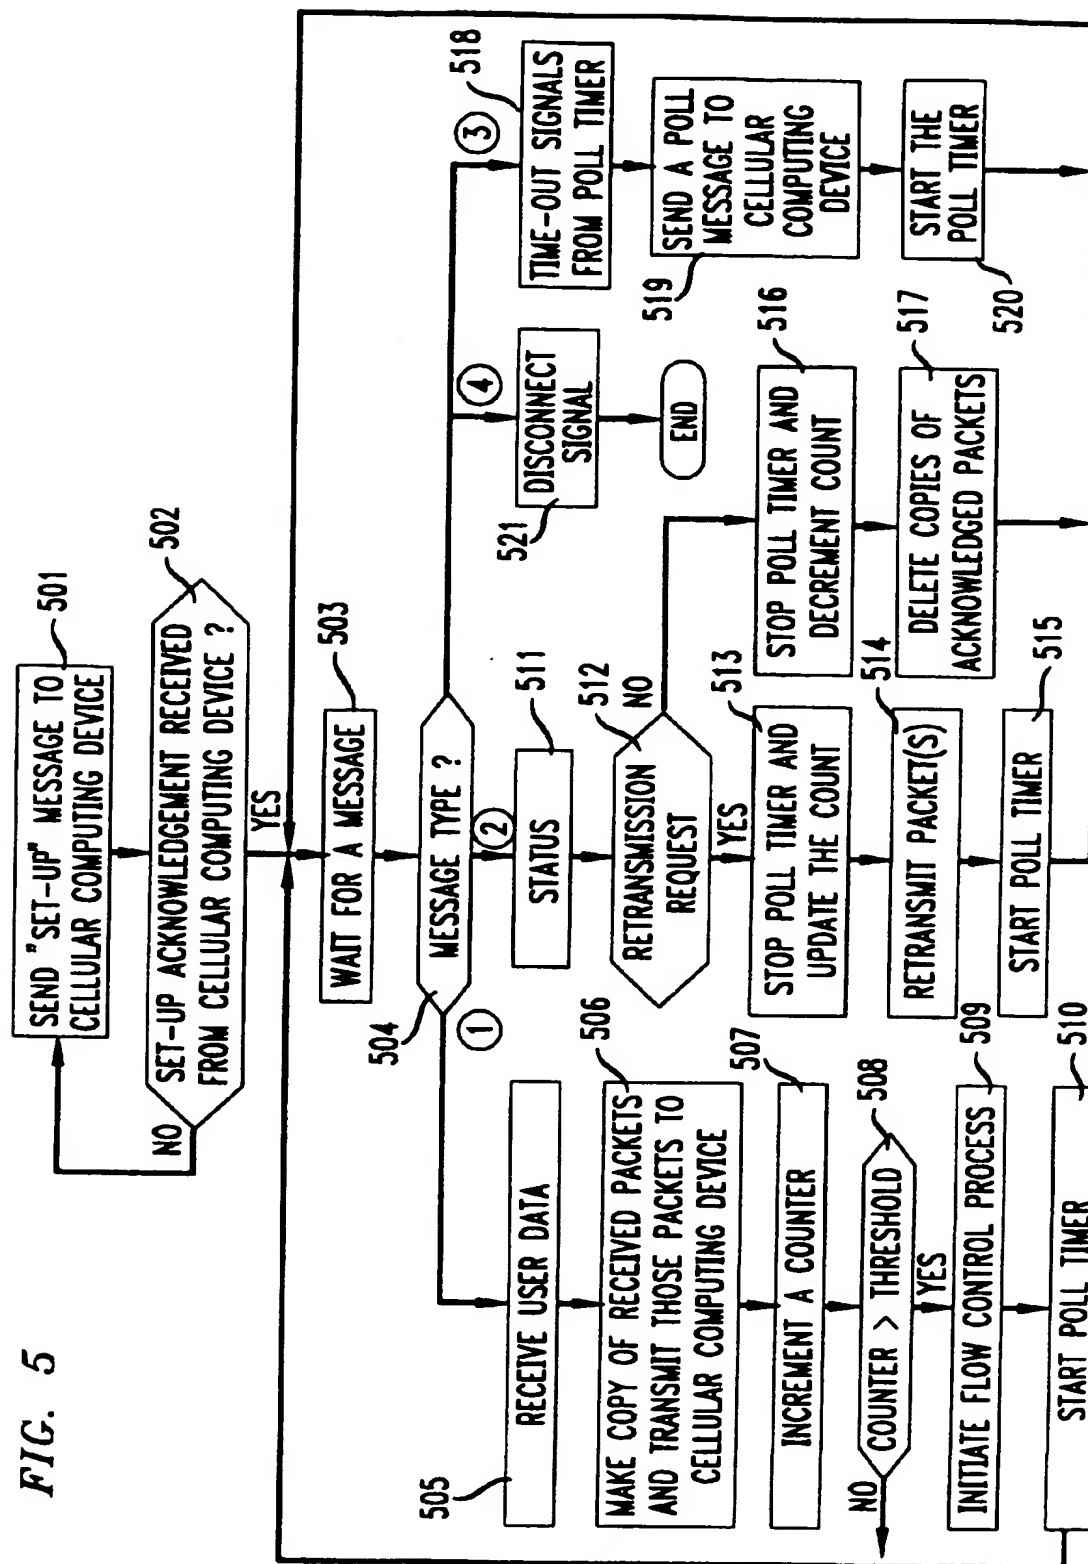 FIG. 5
SEND "SET-UP" MESSAGE TO
CELLULAR COMPUTING DEVICE
501
SET-UP ACKNOWLEDGEMENT RECEIVED
FROM CELLULAR COMPUTING DEVICE ?
502
NO
YES
WAIT FOR A MESSAGE
503
MESSAGE TYPE ?
504
1
2
4
3
RECEIVE USER DATA
505
MAKE COPY OF RECEIVED PACKETS
AND TRANSMIT THOSE PACKETS TO
CELLULAR COMPUTING DEVICE
506
INCREMENT A COUNTER
507
COUNTER > THRESHOLD
508
NO
YES
INITIATE FLOW CONTROL PROCESS
509
START POLL TIMER
510
STATUS
511
RETRANSMISSION
REQUEST
512
NO
YES
STOP POLL TIMER AND
UPDATE THE COUNT
513
RETRANSMIT PACKET(S)
514
START POLL TIMER
515
STOP POLL TIMER AND
DECREMENT COUNT
516
DELETE COPIES OF
ACKNOWLEDGED PACKETS
517
DISCONNECT
SIGNAL
521
END
TIME-OUT SIGNALS
FROM POLL TIMER
518
SEND A POLL
MESSAGE TO
CELLULAR
COMPUTING
DEVICE
519
START THE
POLL TIMER
520